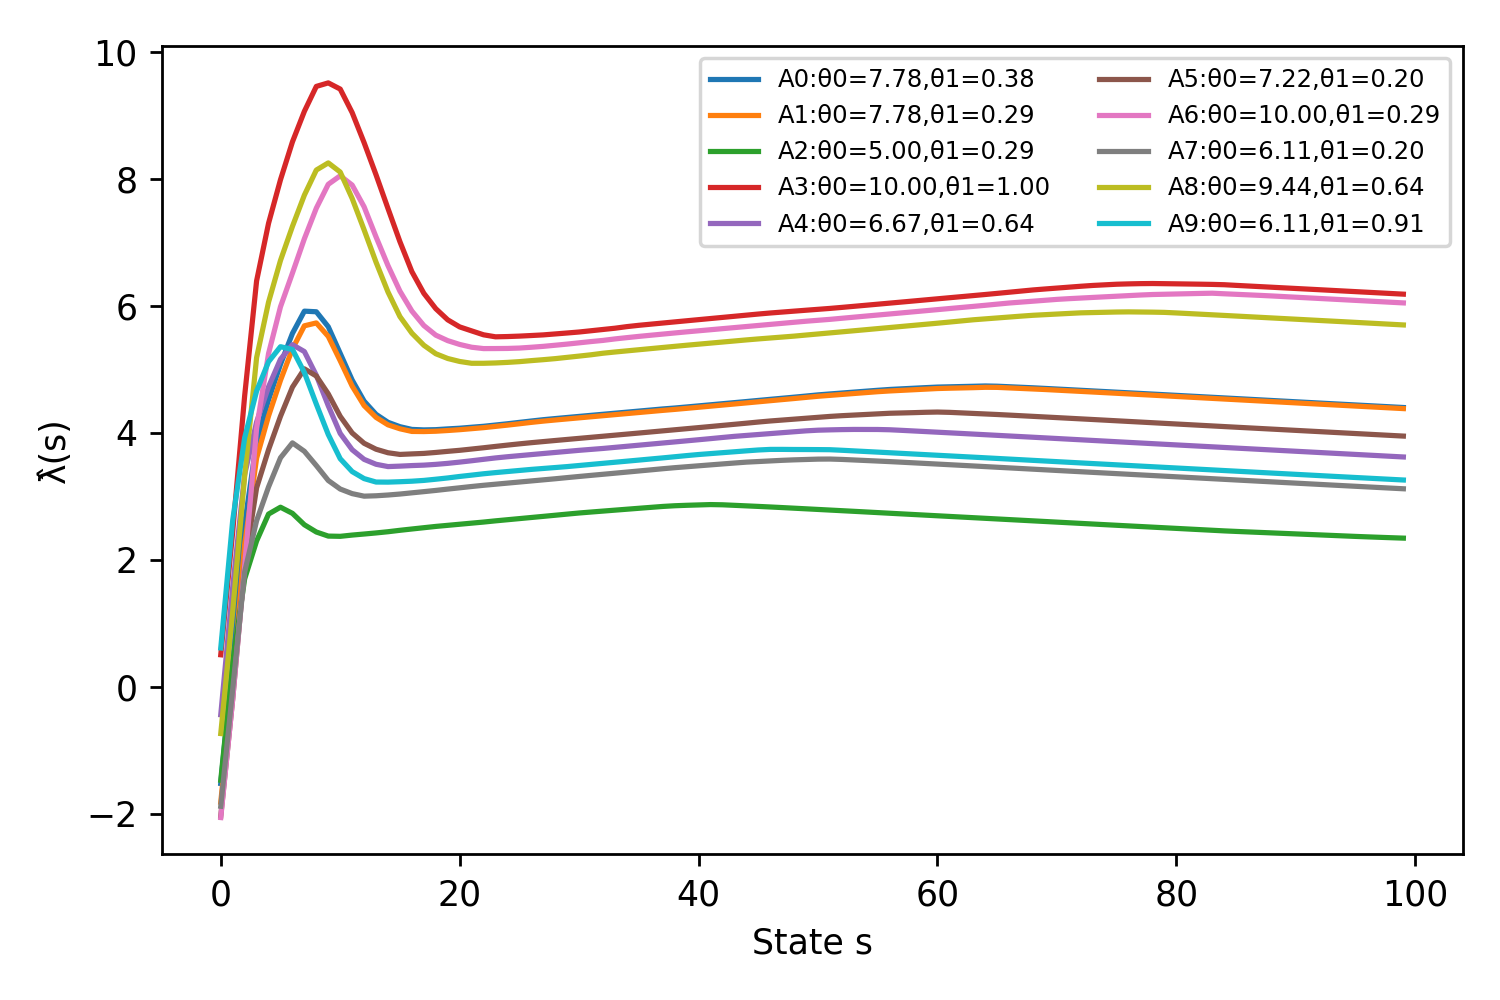 10
8
6
4
2
0
−2
λ̂(s)
A0:θ0=7.78,θ1=0.38
A1:θ0=7.78,θ1=0.29
A2:θ0=5.00,θ1=0.29
A3:θ0=10.00,θ1=1.00
A4:θ0=6.67,θ1=0.64
A5:θ0=7.22,θ1=0.20
A6:θ0=10.00,θ1=0.29
A7:θ0=6.11,θ1=0.20
A8:θ0=9.44,θ1=0.64
A9:θ0=6.11,θ1=0.91
0 20 40 60 80 100
State s